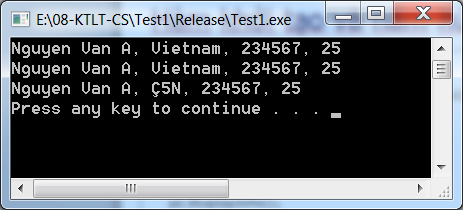 E:\08-KTLT-CS\Test1\Release\Test1.exe
Nguyen Van A, Vietnam, 234567, 25
Nguyen Van A, Vietnam, 234567, 25
Nguyen Van A, Ç5N, 234567, 25
Press any key to continue . . .